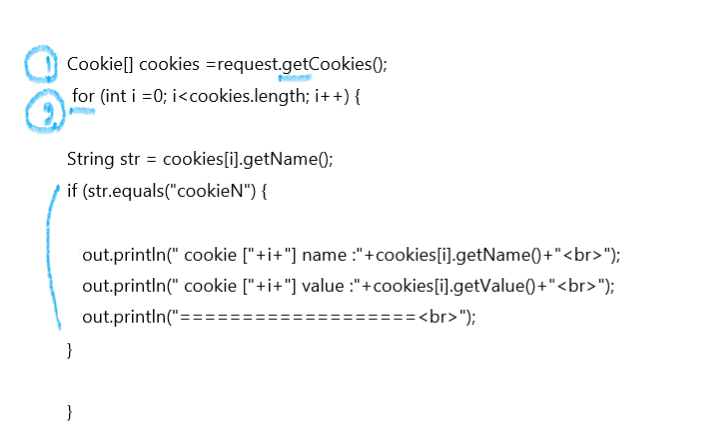 ① Cookie[] cookies =request.getCookies();
② for (int i =0; i<cookies.length; i++) {
String str = cookies[i].getName();
if (str.equals("cookieN") {
out.println(" cookie ["+i+"] name :"+cookies[i].getName()+"<br>");
out.println(" cookie ["+i+"] value :"+cookies[i].getValue()+"<br>");
out.println("===================<br>");
}
}